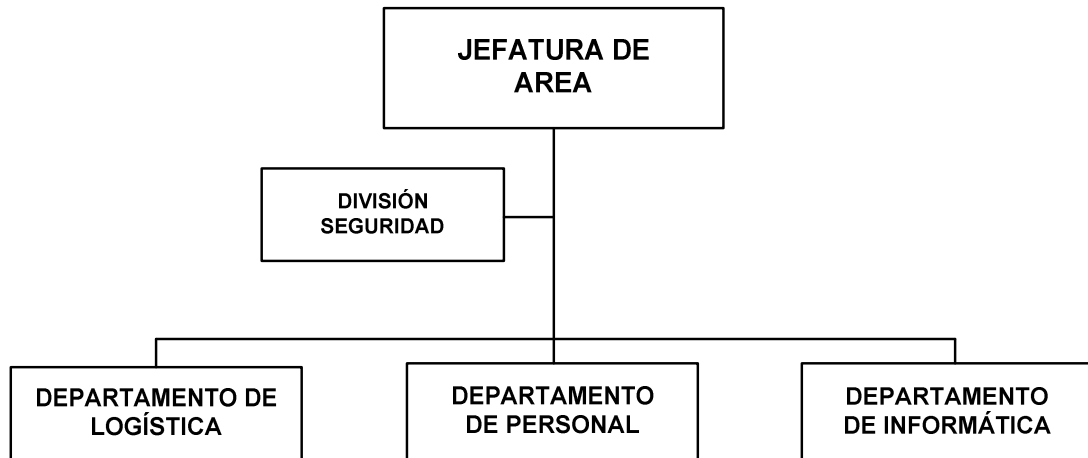 JEFATURA DE
AREA
DIVISIÓN
SEGURIDAD
DEPARTAMENTO DE
LOGÍSTICA
DEPARTAMENTO
DE PERSONAL
DEPARTAMENTO
DE INFORMÁTICA